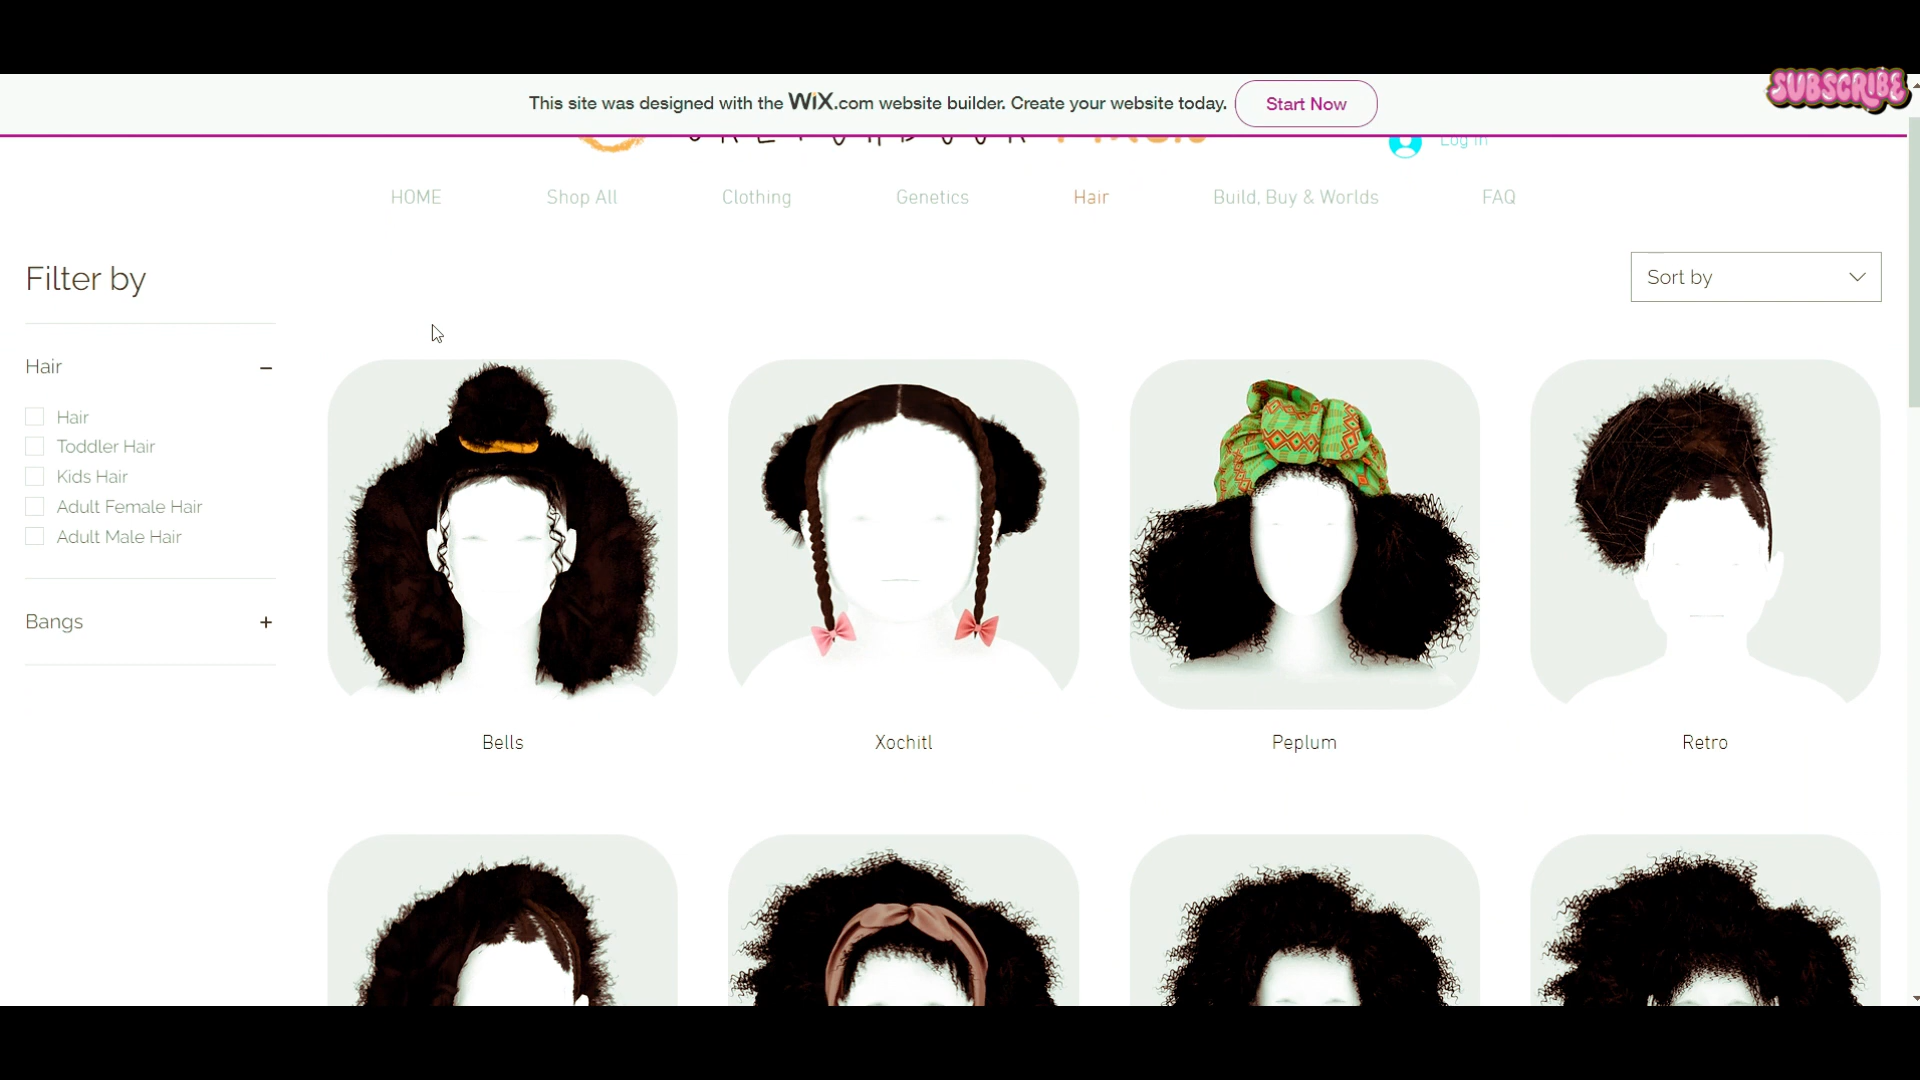 This site was designed with the WiX.com website builder. Create your website today. Start Now
SUBSCRIBE
Log In
HOME Shop All Clothing Genetics Hair Build, Buy & Worlds FAQ
Filter by
Sort by
Hair
Hair
Toddler Hair
Kids Hair
Adult Female Hair
Adult Male Hair
Bangs
Bells Xochitl Peplum Retro